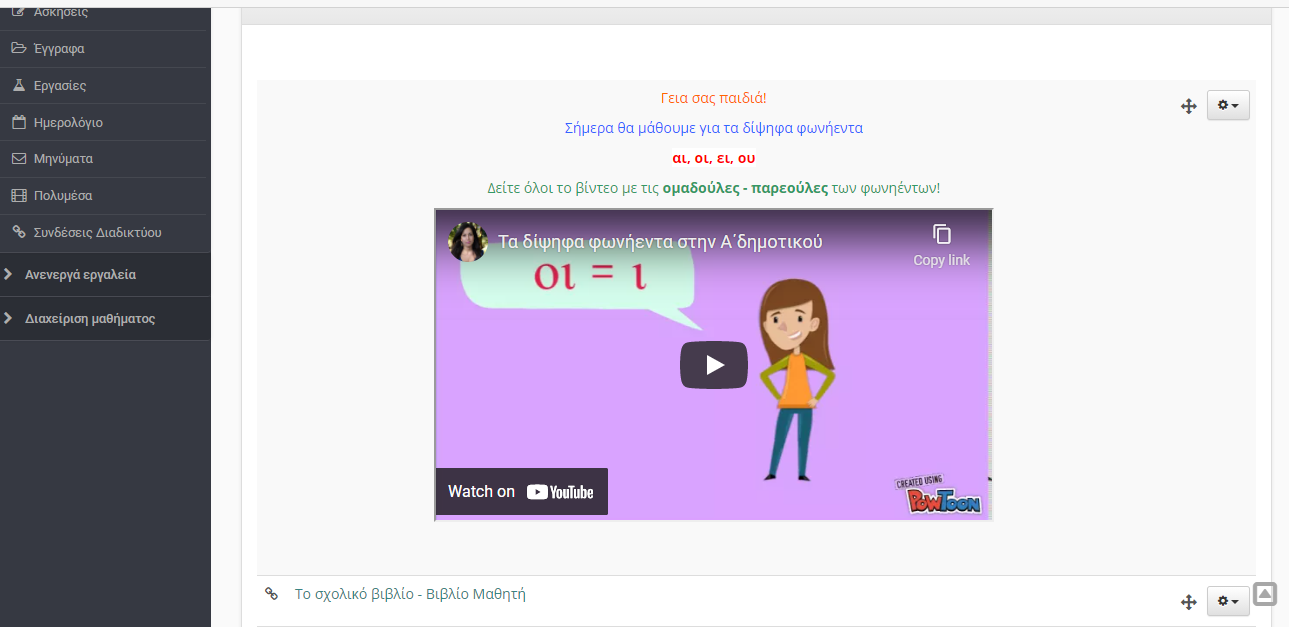 Ασκήσεις
Έγγραφα
Εργασίες
Ημερολόγιο
Μηνύματα
Πολυμέσα
Συνδέσεις Διαδικτύου
Ανενεργά εργαλεία
Διαχείριση μαθήματος
Γεια σας παιδιά!
Σήμερα θα μάθουμε για τα δίψηφα φωνήεντα
αι, οι, ει, ου
Δείτε όλοι το βίντεο με τις ομαδούλες - παρεούλες των φωνηέντων!
Τα δίψηφα φωνήεντα στην Α΄δημοτικού
Copy link
οι = ι
Watch on YouTube
CREATED USING
POWTOON
Το σχολικό βιβλίο - Βιβλίο Μαθητή